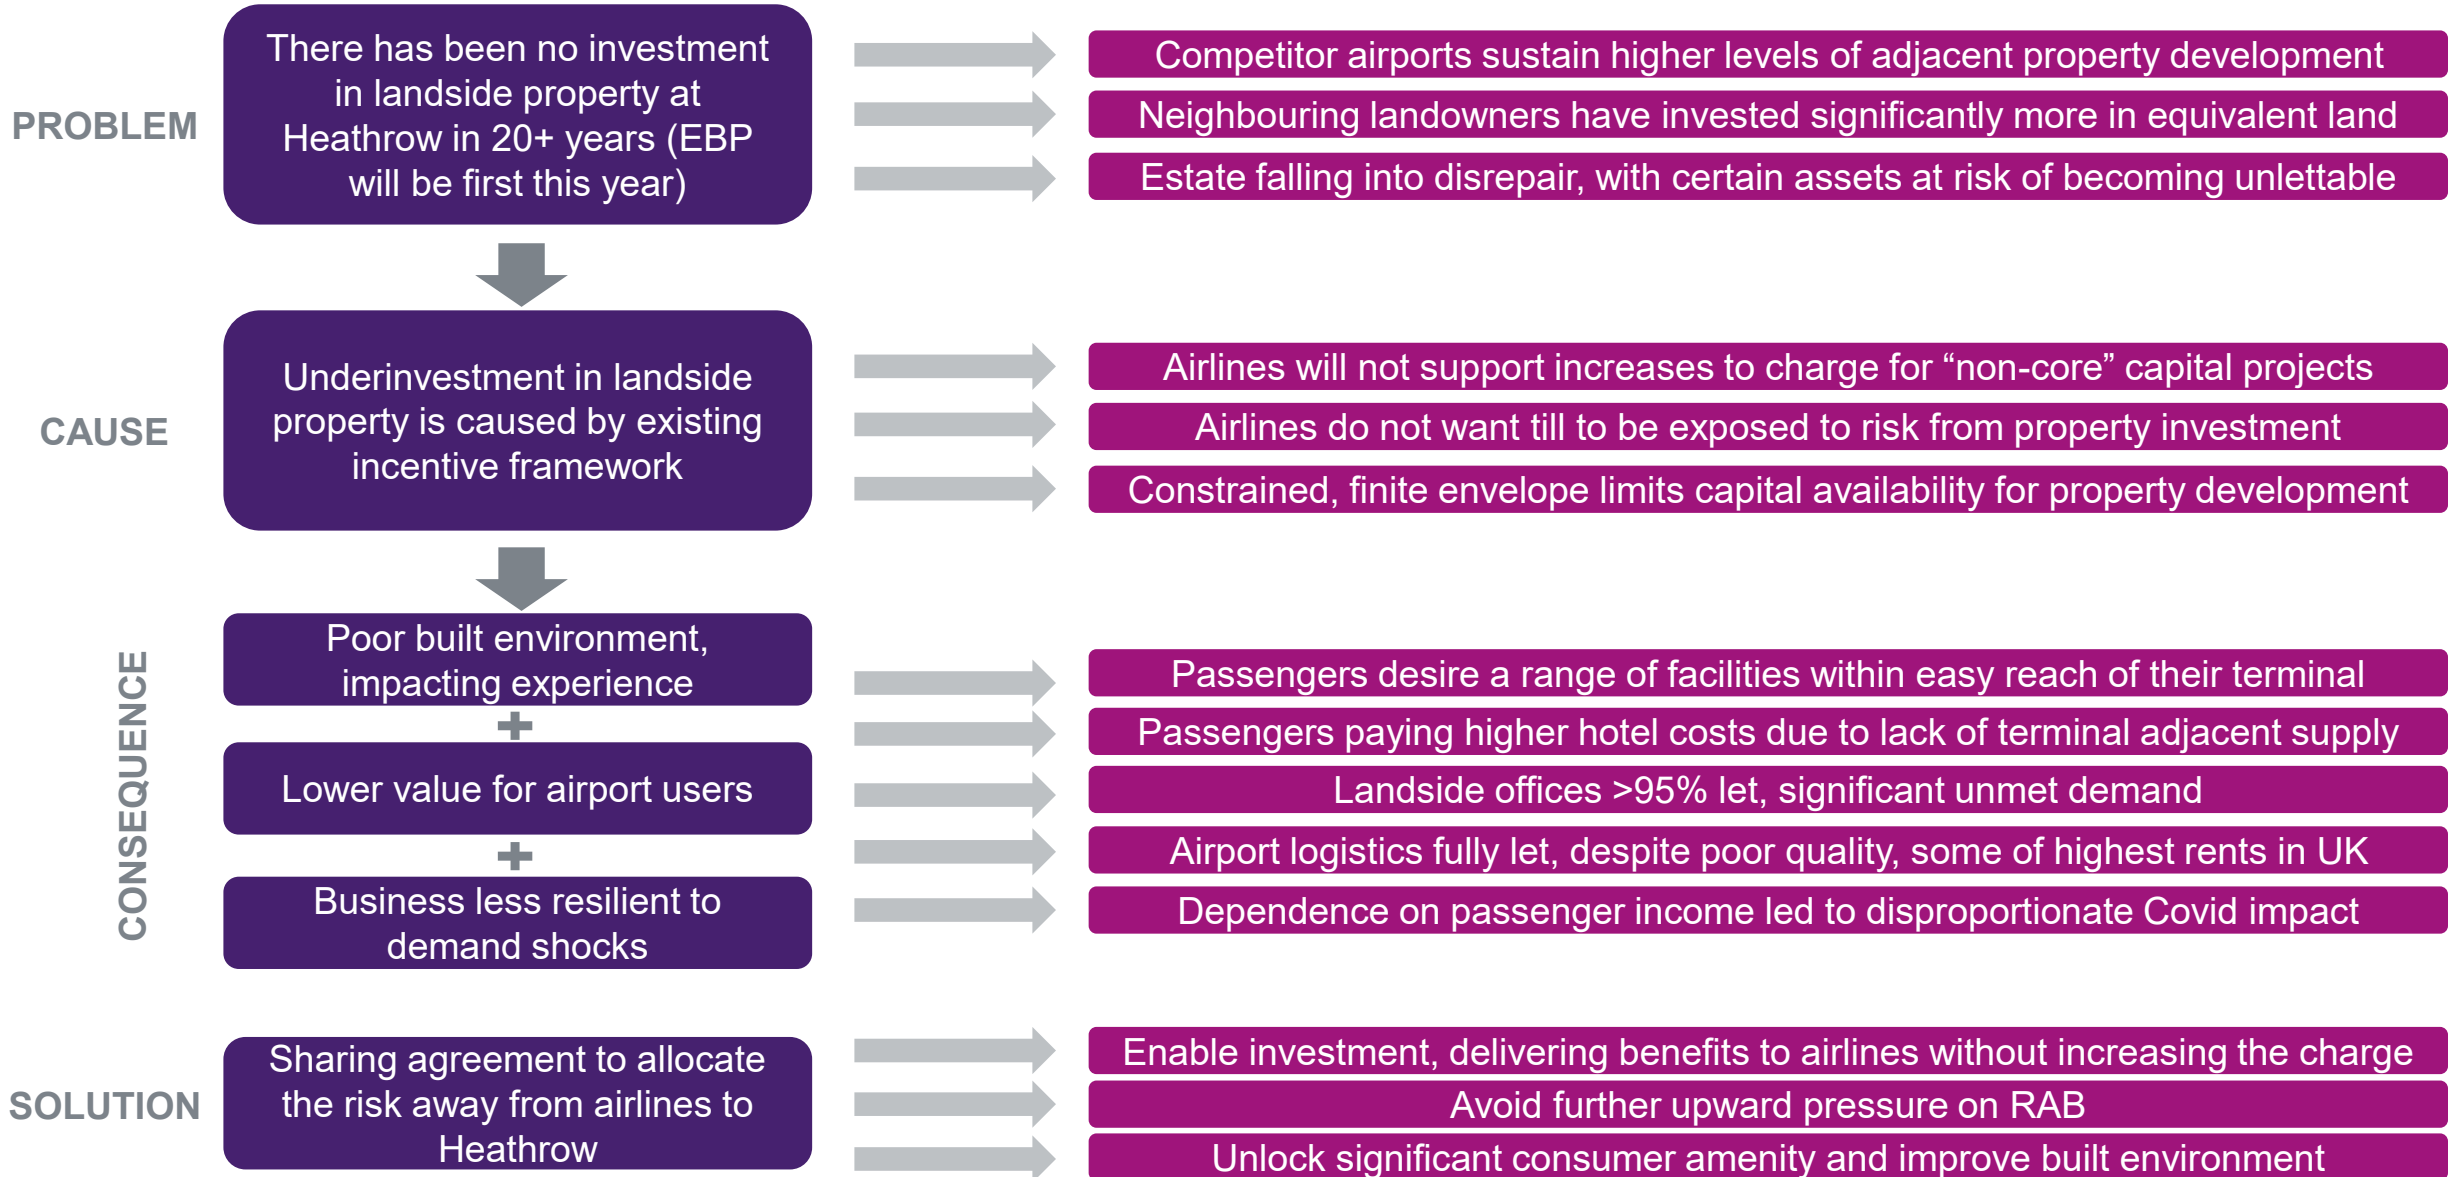 PROBLEM
There has been no investment
in landside property at
Heathrow in 20+ years (EBP
will be first this year)
Competitor airports sustain higher levels of adjacent property development
Neighbouring landowners have invested significantly more in equivalent land
Estate falling into disrepair, with certain assets at risk of becoming unlettable
CAUSE
Underinvestment in landside
property is caused by existing
incentive framework
Airlines will not support increases to charge for “non-core” capital projects
Airlines do not want till to be exposed to risk from property investment
Constrained, finite envelope limits capital availability for property development
CONSEQUENCE
Poor built environment,
impacting experience
Lower value for airport users
Business less resilient to
demand shocks
Passengers desire a range of facilities within easy reach of their terminal
Passengers paying higher hotel costs due to lack of terminal adjacent supply
Landside offices >95% let, significant unmet demand
Airport logistics fully let, despite poor quality, some of highest rents in UK
Dependence on passenger income led to disproportionate Covid impact
SOLUTION
Sharing agreement to allocate
the risk away from airlines to
Heathrow
Enable investment, delivering benefits to airlines without increasing the charge
Avoid further upward pressure on RAB
Unlock significant consumer amenity and improve built environment